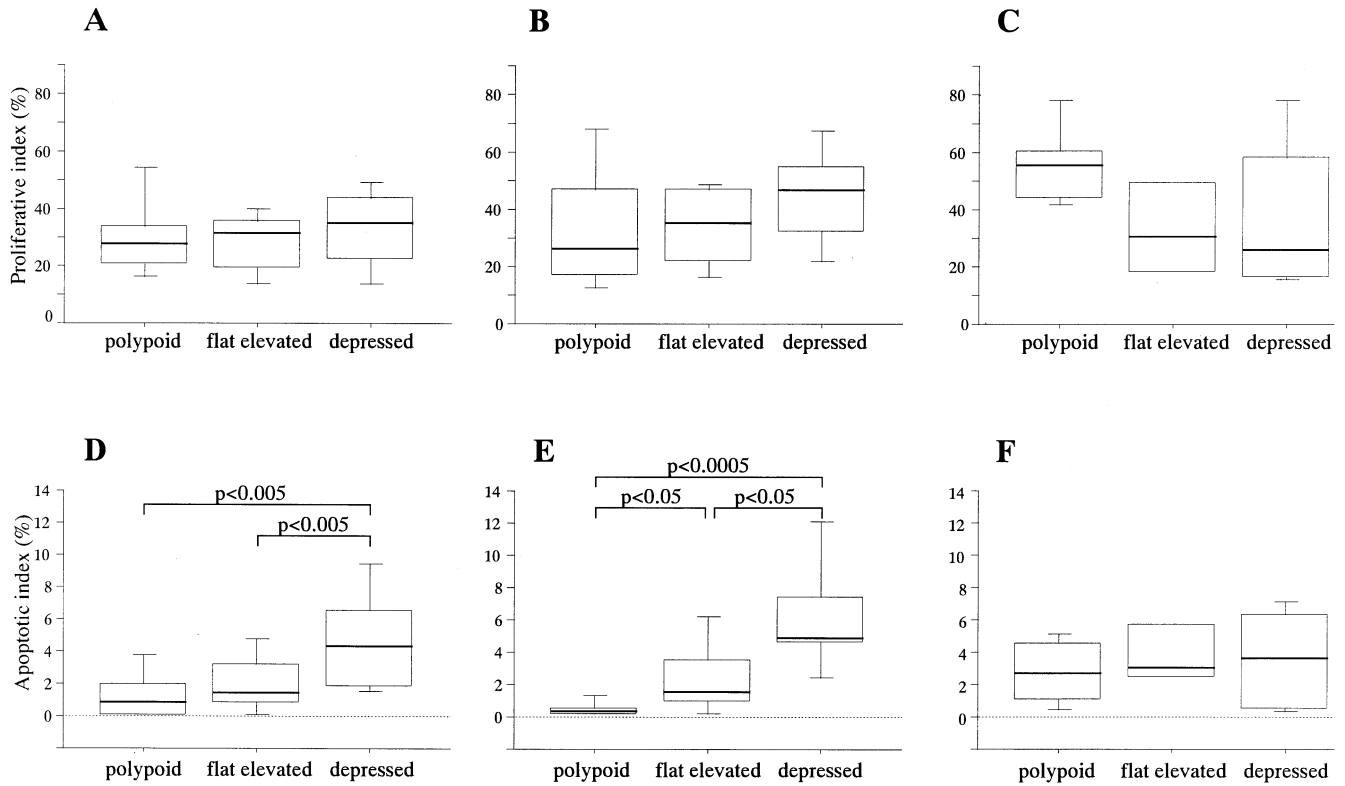 A
B
C
Proliferative index (%)
80
60
40
20
0
polypoid flat elevated depressed
80
60
40
20
0
polypoid flat elevated depressed
80
60
40
20
0
polypoid flat elevated depressed
D
E
F
Apoptotic index (%)
14
12
10
8
6
4
2
0
p<0.005
p<0.005
polypoid flat elevated depressed
14
12
10
8
6
4
2
0
p<0.0005
p<0.05 p<0.05
polypoid flat elevated depressed
14
12
10
8
6
4
2
0
polypoid flat elevated depressed